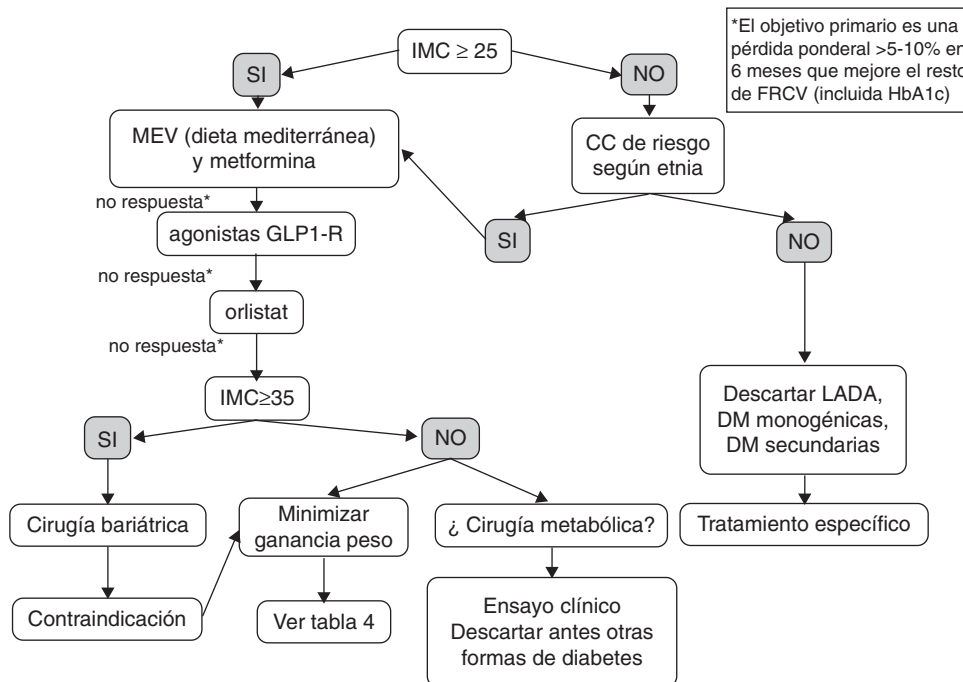 IMC ≥ 25
*El objetivo primario es una
pérdida ponderal >5-10% en
6 meses que mejore el resto
de FRCV (incluida HbA1c)
SI
NO
MEV (dieta mediterránea)
y metformina
CC de riesgo
según etnia
no respuesta*
agonistas GLP1-R
SI
NO
no respuesta*
orlistat
no respuesta*
IMC≥35
Descartar LADA,
DM monogénicas,
DM secundarias
SI
NO
Cirugía bariátrica
Minimizar
ganancia peso
¿ Cirugía metabólica?
Tratamiento específico
Contraindicación
Ver tabla 4
Ensayo clínico
Descartar antes otras
formas de diabetes